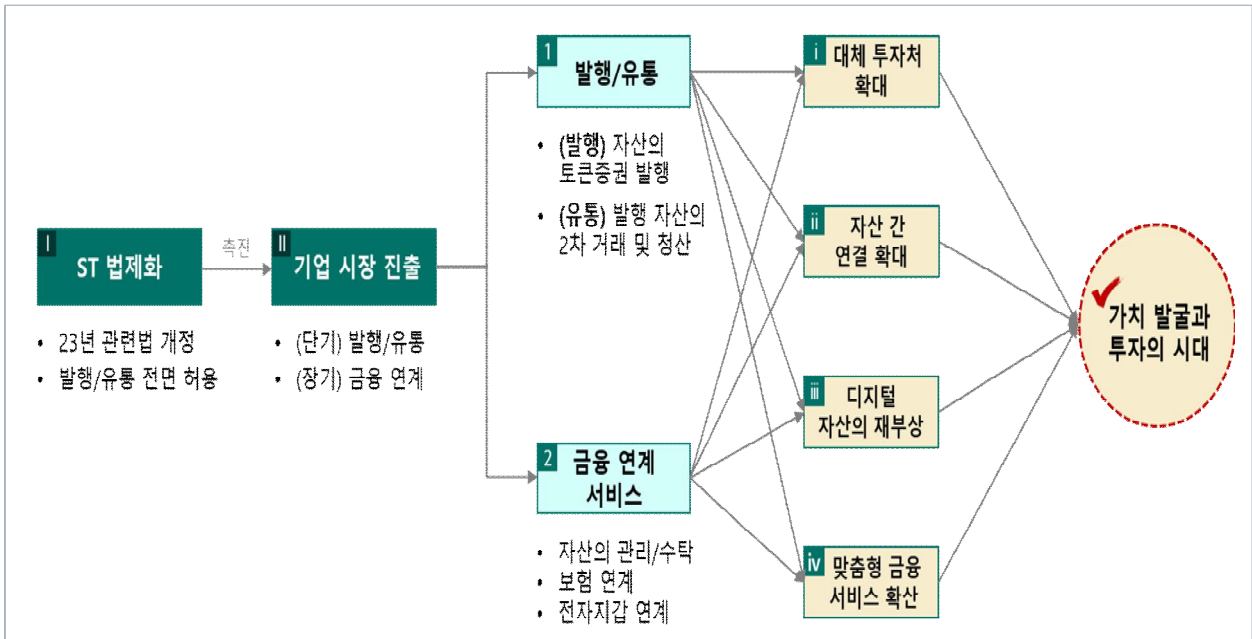 I
ST 법제화
• 23년 관련법 개정
• 발행/유통 전면 허용
촉진
II
기업 시장 진출
• (단기) 발행/유통
• (장기) 금융 연계
1
발행/유통
• (발행) 자산의
토큰증권 발행
• (유통) 발행 자산의
2차 거래 및 청산
2
금융 연계
서비스
• 자산의 관리/수탁
• 보험 연계
• 전자지갑 연계
i
대체 투자처
확대
ii
자산 간
연결 확대
iii
디지털
자산의 재부상
iv
맞춤형 금융
서비스 확산
가치 발굴과
투자의 시대